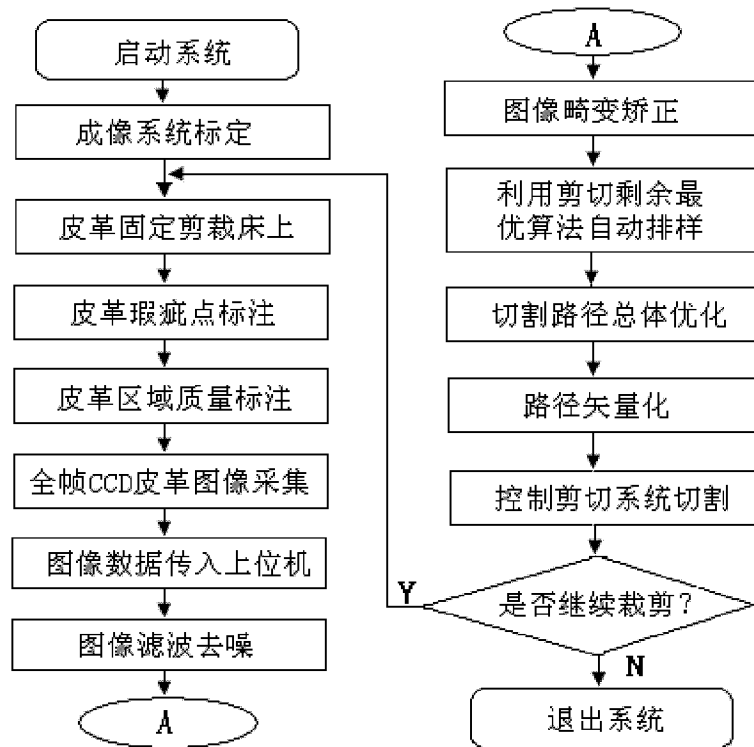 启动系统
成像系统标定
皮革固定剪裁床上
皮革瑕疵点标注
皮革区域质量标注
全帧CCD皮革图像采集
图像数据传入上位机
图像滤波去噪
A
A
图像畸变矫正
利用剪切剩余最
优算法自动排样
切割路径总体优化
路径矢量化
控制剪切系统切割
是否继续裁剪？
Y
N
退出系统